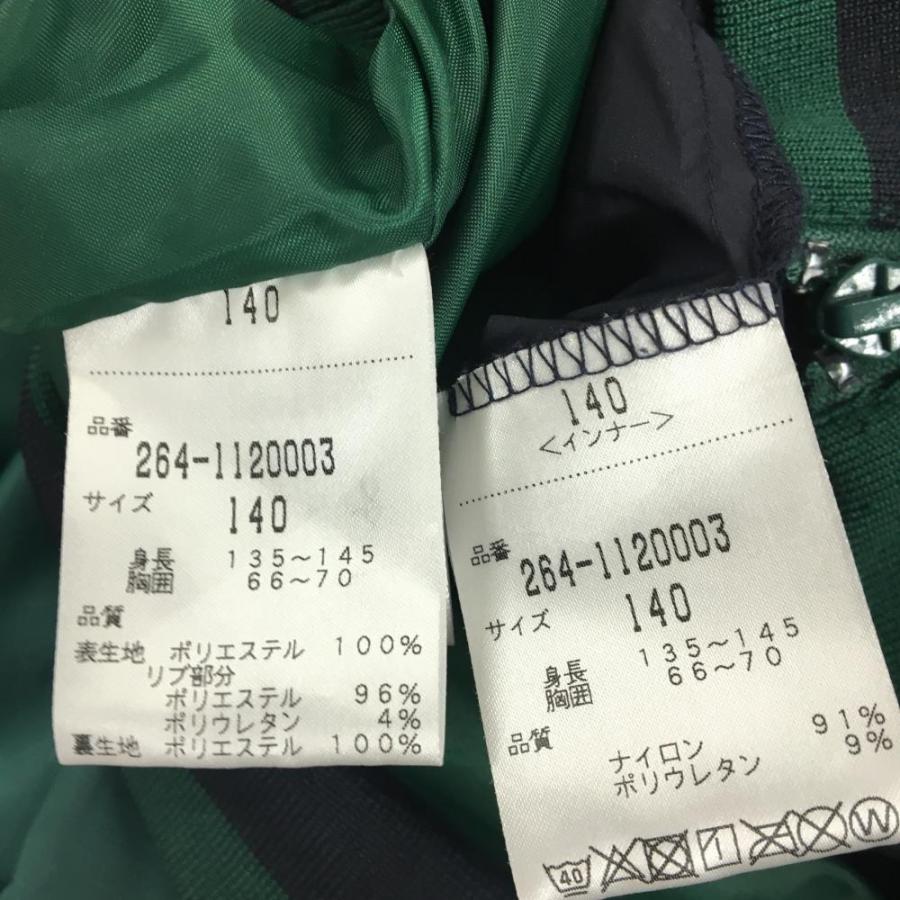 140
品番
264-1120003
サイズ
140
身長 135～145
胸囲 66～70
品質
表生地 ポリエステル 100%
リブ部分
ポリエステル 96%
ポリウレタン 4%
裏生地 ポリエステル 100%
140
<インナー>
品番
264-1120003
サイズ
140
身長 135～145
胸囲 66～70
品質
ナイロン 91%
ポリウレタン 9%
40 W